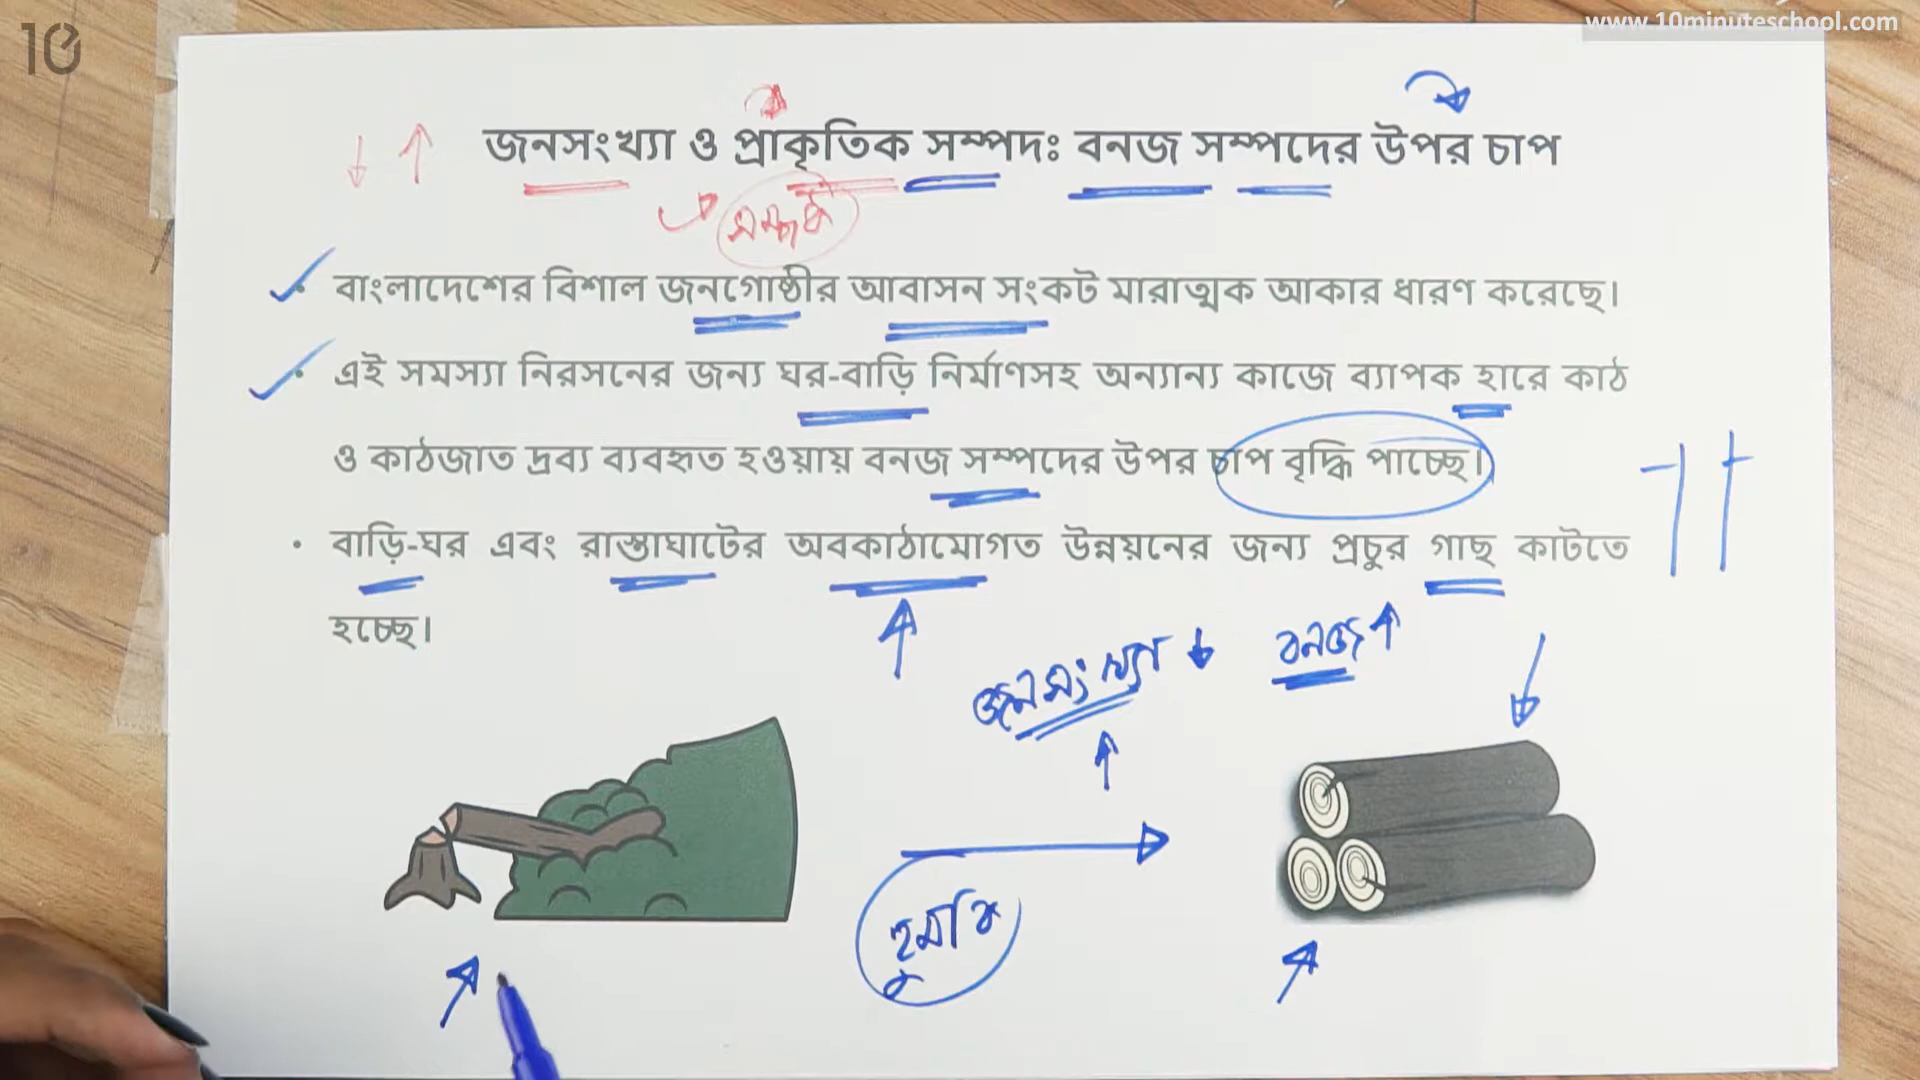 10
www.10minuteschool.com
জনসংখ্যা ও প্রাকৃতিক সম্পদঃ বনজ সম্পদের উপর চাপ
• বাংলাদেশের বিশাল জনগোষ্ঠীর আবাসন সংকট মারাত্মক আকার ধারণ করেছে।
• এই সমস্যা নিরসনের জন্য ঘর-বাড়ি নির্মাণসহ অন্যান্য কাজে ব্যাপক হারে কাঠ
ও কাঠজাত দ্রব্য ব্যবহৃত হওয়ায় বনজ সম্পদের উপর চাপ বৃদ্ধি পাচ্ছে।
• বাড়ি-ঘর এবং রাস্তাঘাটের অবকাঠামোগত উন্নয়নের জন্য প্রচুর গাছ কাটতে
হচ্ছে।
জনসংখ্যা ↓ বনজ ↑
হুমকি